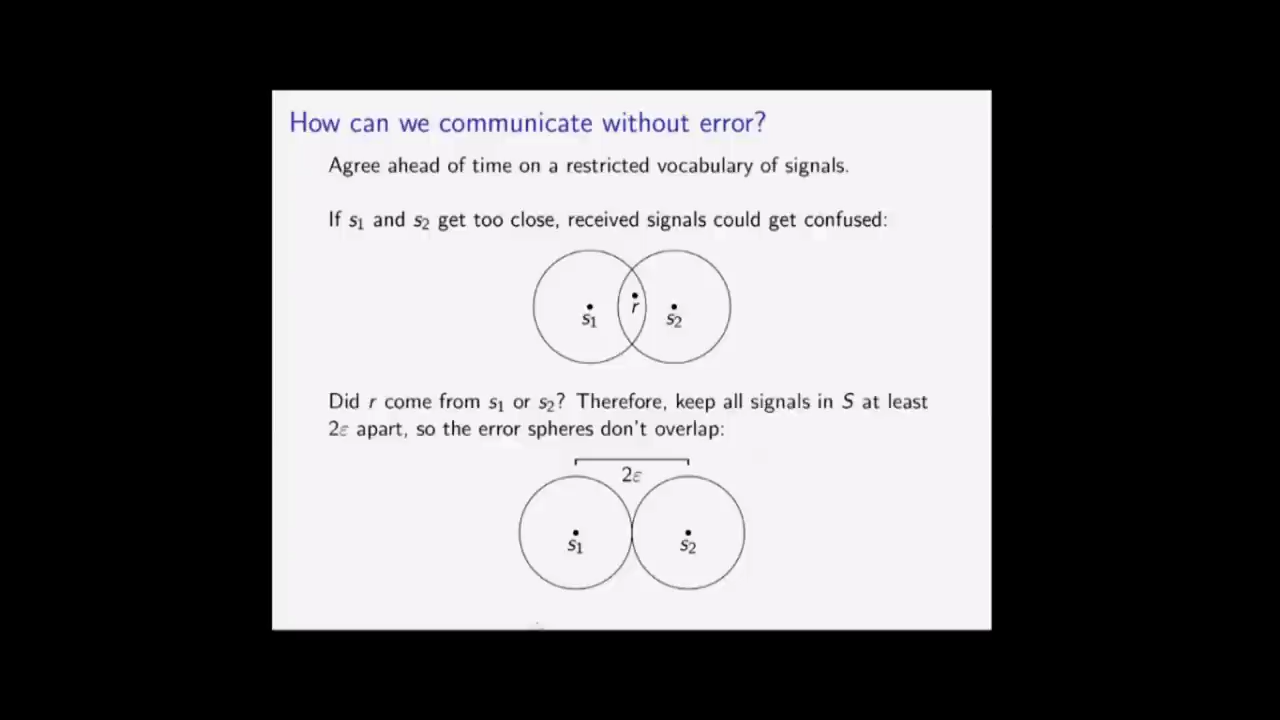 How can we communicate without error?
Agree ahead of time on a restricted vocabulary of signals.
If s₁ and s₂ get too close, received signals could get confused:
s₁ r s₂
Did r come from s₁ or s₂? Therefore, keep all signals in S at least
2ε apart, so the error spheres don't overlap:
2ε
s₁ s₂